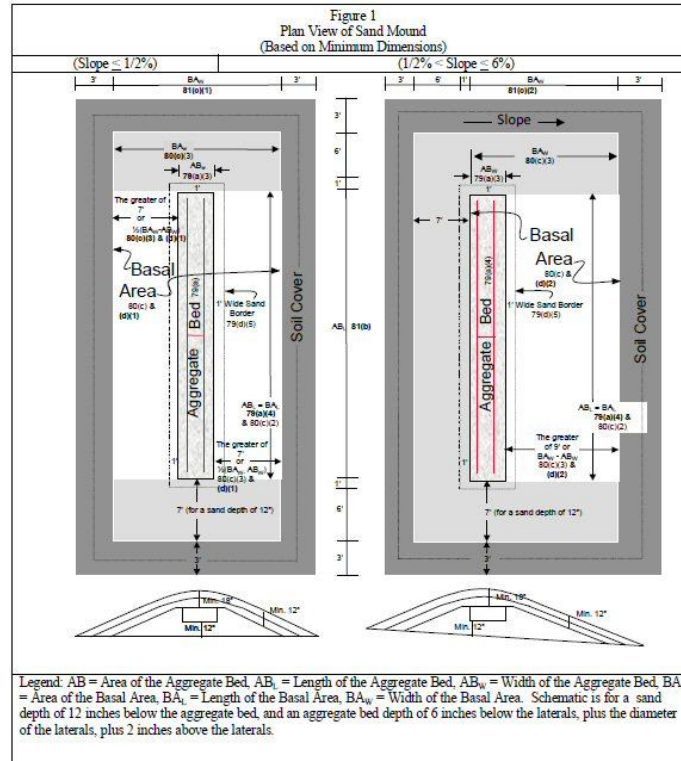 Figure 1
Plan View of Sand Mound
(Based on Minimum Dimensions)
(Slope ≤ 1/2%)
(1/2% < Slope ≤ 6%)
3'
BAW
3'
81(c)(1)
3'
6'
1'
BAW
3'
81(c)(2)
BAW
80(c)(3)
ABW
79(a)(3)
1'
The greater of
7'
or
½(BAW-ABW)
80(c)(3) & (d)(1)
Basal
Area
80(c) &
(d)(1)
Aggregate Bed 79(a)
1' Wide Sand
Border
79(d)(5)
Soil Cover
ABL = BAL
79(a)(4)
& 80(c)(2)
The greater of
7'
or
½(BAW. ABW)
80(c)(3) &
(d)(1)
1'
7' (for a sand depth of 12")
3'
3'
6'
1'
ABL 81(b)
1'
6'
3'
Slope
BAW
80(c)(3)
ABW
79(a)(3)
1'
7'
Basal
Area
80(c) &
(d)(2)
Aggregate Bed 79(a)(4)
1' Wide Sand Border
79(d)(5)
Soil Cover
ABL = BAL
79(a)(4) &
80(c)(2)
The greater
of 9' or
BAW - ABW
80(c)(3) &
(d)(2)
1'
7' (for a sand depth of 12")
3'
Min. 18"
Min. 12"
Min. 12"
Min. 12"
Min. 12"
Legend: AB = Area of the Aggregate Bed, ABL = Length of the Aggregate Bed, ABW = Width of the Aggregate Bed, BA
= Area of the Basal Area, BAL = Length of the Basal Area, BAW = Width of the Basal Area. Schematic is for a sand
depth of 12 inches below the aggregate bed, and an aggregate bed depth of 6 inches below the laterals, plus the diameter
of the laterals, plus 2 inches above the laterals.